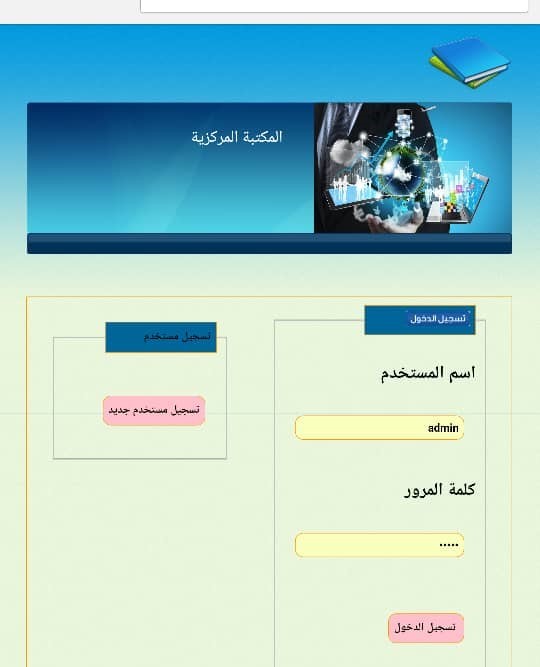 المكتبة المركزية
تسجيل الدخول
اسم المستخدم
admin
كلمة المرور
•••••
تسجيل الدخول
تسجيل مستخدم
تسجيل مستخدم جديد